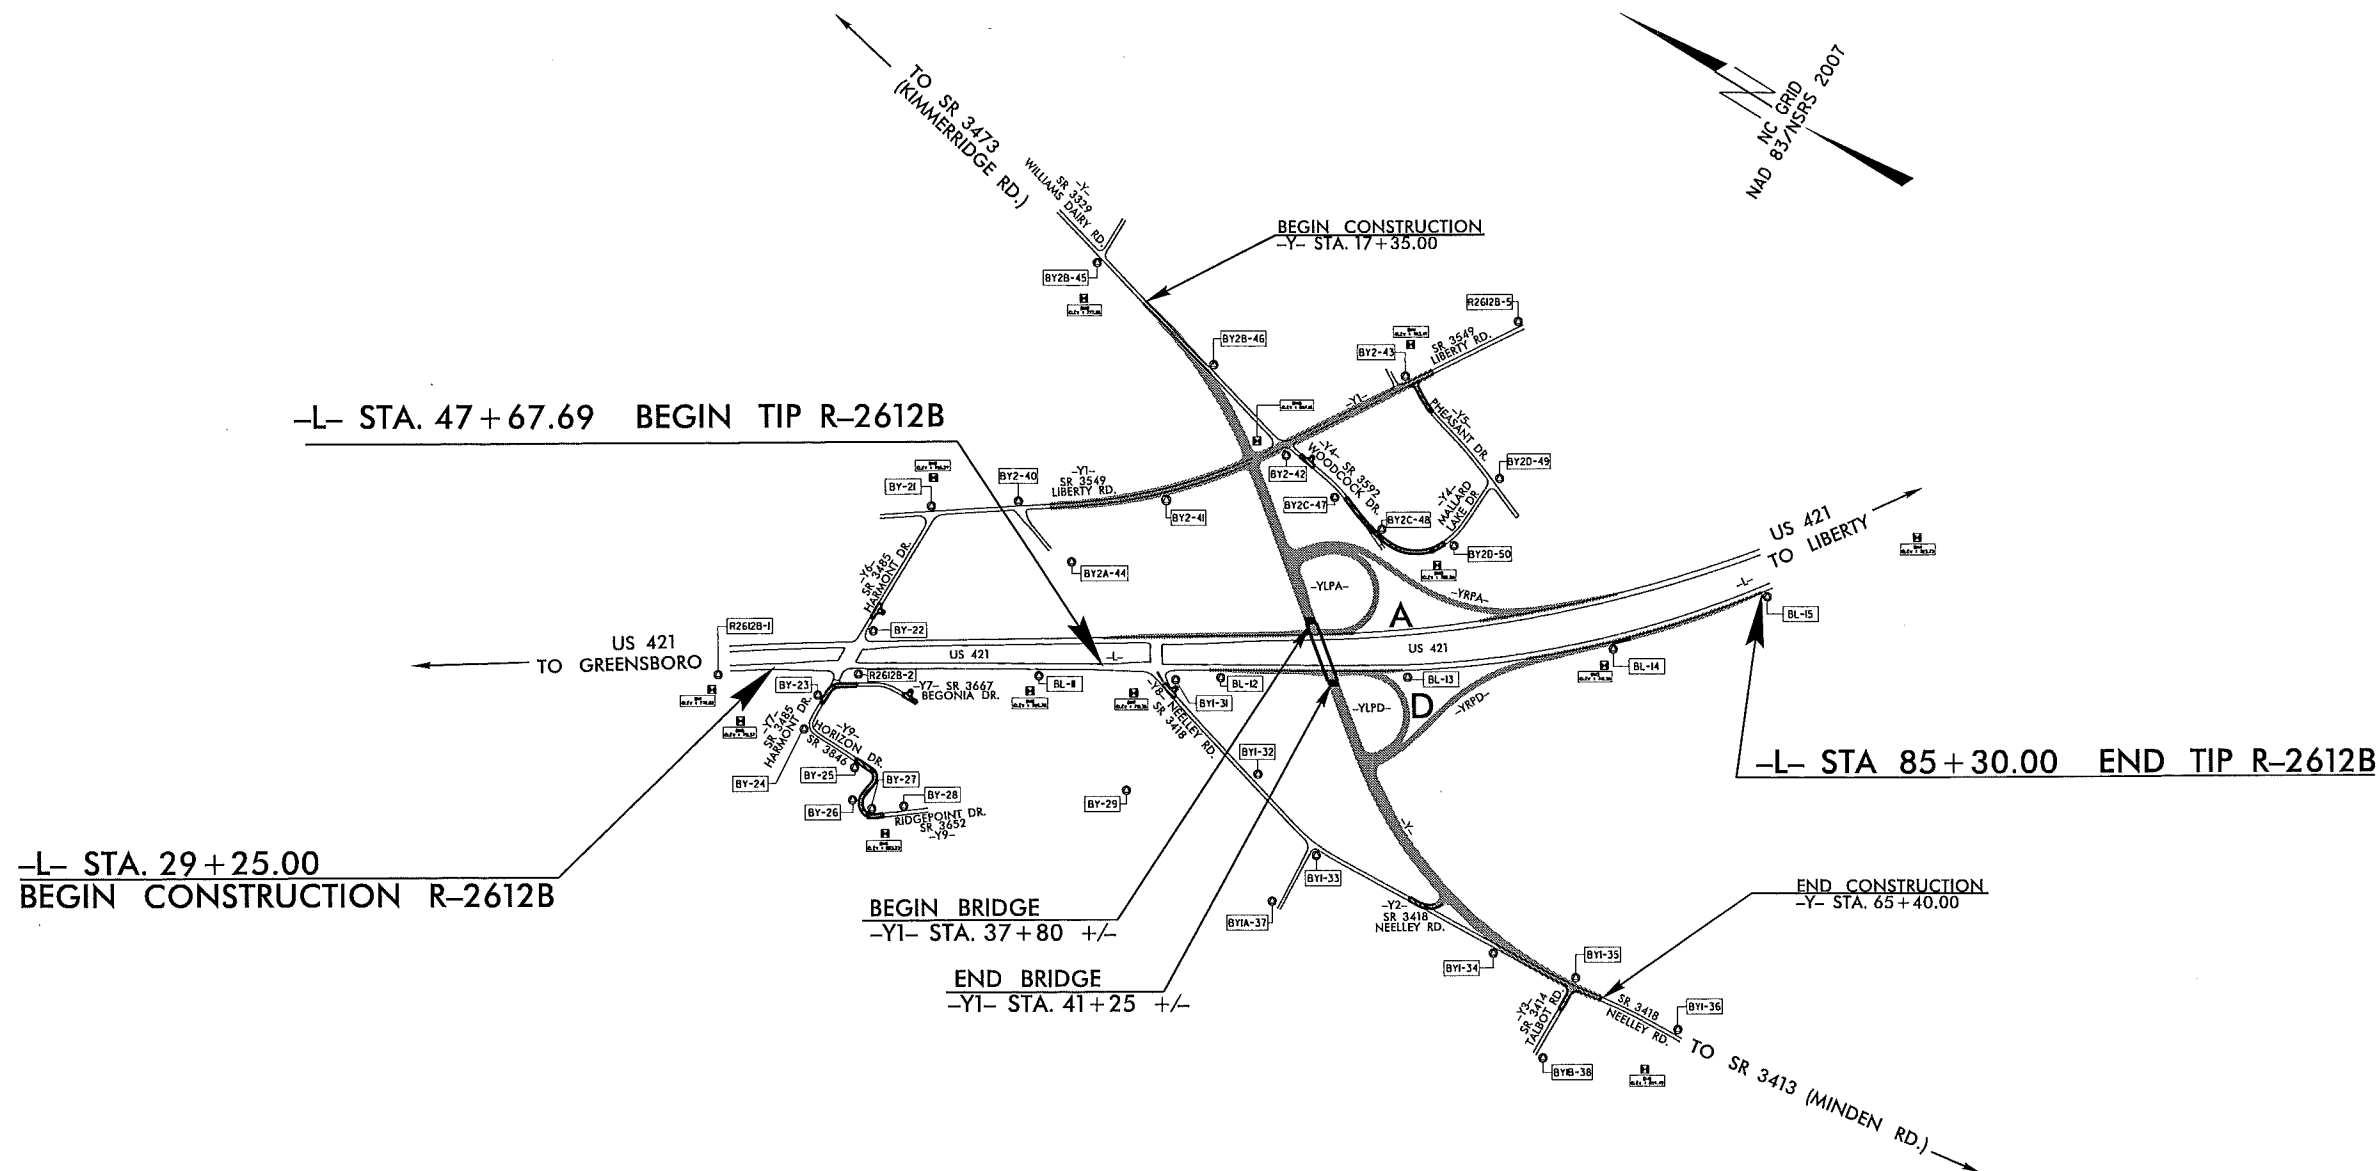 TO SR 3473
(KIMMERRIDGE RD.)
NC GRID
NAD 83/NSRS 2007
-Y-
SR 3329
WILLIAMS DAIRY RD.
BEGIN CONSTRUCTION
-Y- STA. 17+35.00
BY2B-45
R2612B-5
BY2B-46
BY2-43
SR 3549
LIBERTY RD.
-L- STA. 47+67.69 BEGIN TIP R-2612B
-Y1-
-Y5-
PHEASANT DR.
-Y4- SR 3592
WOODCOCK DR.
BY2-42
BY2D-49
BY-21
BY2-40
-Y1-
SR 3549
LIBERTY RD.
BY2-41
BY2C-47
BY2C-48
-Y4-
MALLARD
LAKE DR
BY2D-50
US 421
TO LIBERTY
-Y6-
SR 3485
HARMONT DR.
BY2A-44
-YLPA-
-YRPA-
A
-L-
BL-15
R2612B-1
BY-22
US 421
TO GREENSBORO
US 421
-L-
US 421
BL-14
BY-23
R2612B-2
-Y7- SR 3667
BEGONIA DR.
BL-11
BY1-31
BL-12
BL-13
-Y8-
NEELLEY RD.
SR 3418
-YLPD-
D
-YRPD-
-Y7-
SR 3485
HARMONT DR.
-Y9-
HORIZON DR.
SR 3846
BY-24
BY-25
BY-27
BY-26
BY-28
RIDGEPOINT DR.
SR 3652
-Y9-
BY1-32
BY-29
-L- STA 85+30.00 END TIP R-2612B
-L- STA. 29+25.00
BEGIN CONSTRUCTION R-2612B
-Y-
BY1-33
BY1A-37
-Y2-
SR 3418
NEELLEY RD.
END CONSTRUCTION
-Y- STA. 65+40.00
BEGIN BRIDGE
-Y1- STA. 37+80 +/-
END BRIDGE
-Y1- STA. 41+25 +/-
BY1-34
BY1-35
-Y3-
SR 3414
TALBOT RD.
SR 3418
NEELLEY RD.
BY1-36
BY1B-38
TO SR 3413 (MINDEN RD.)